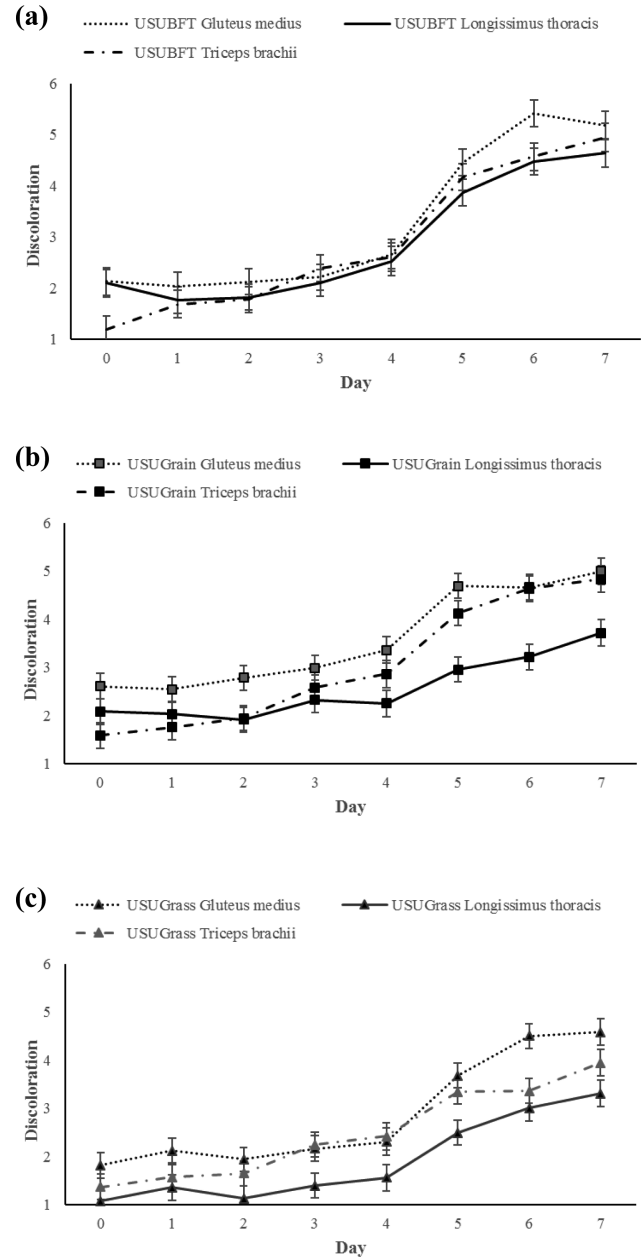 (a)
USUBFT Gluteus medius USUBFT Longissimus thoracis
USUBFT Triceps brachii
6
5
4
3
2
1
Discoloration
0 1 2 3 4 5 6 7
Day
(b)
USUGrain Gluteus medius USUGrain Longissimus thoracis
USUGrain Triceps brachii
6
5
4
3
2
1
Discoloration
0 1 2 3 4 5 6 7
Day
(c)
USUGrass Gluteus medius USUGrass Longissimus thoracis
USUGrass Triceps brachii
6
5
4
3
2
1
Discoloration
0 1 2 3 4 5 6 7
Day